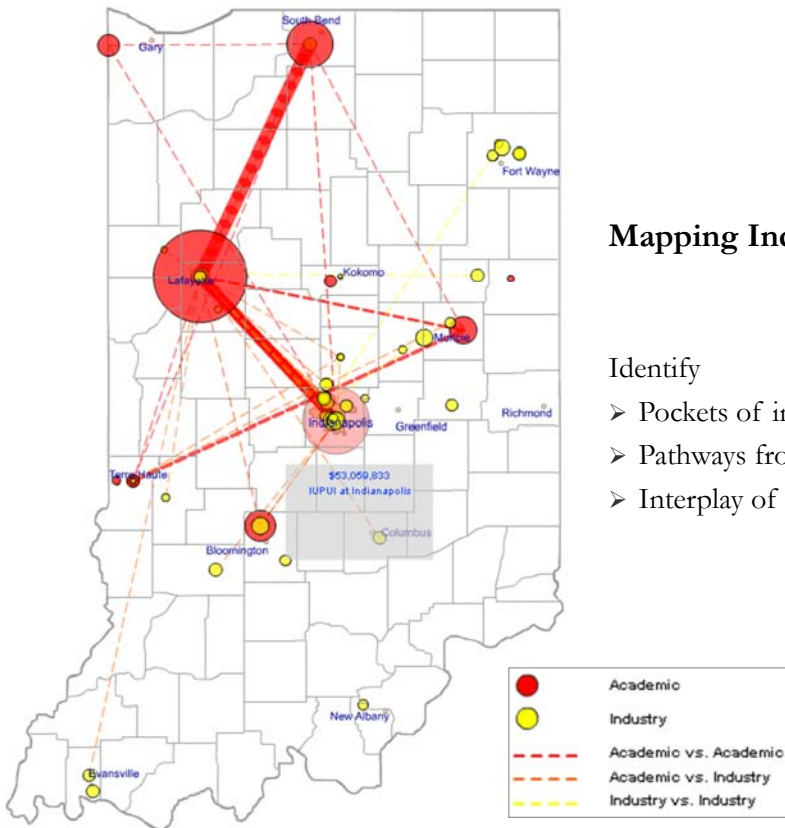 South Bend
Gary
Fort Wayne
Mapping Ind
Lafayette
Kokomo
Identify
Muncie
➢ Pockets of in
Indianapolis
Greenfield
Richmond
➢ Pathways fro
➢ Interplay of
Terre Haute
$53,059,833
IUPUI at Indianapolis
Columbus
Bloomington
New Albany
Evansville
Academic
Industry
Academic vs. Academic
Academic vs. Industry
Industry vs. Industry